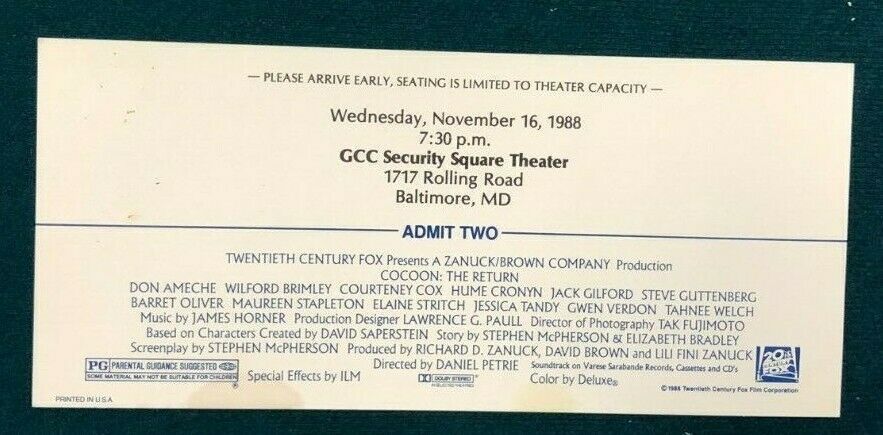 — PLEASE ARRIVE EARLY, SEATING IS LIMITED TO THEATER CAPACITY —
Wednesday, November 16, 1988
7:30 p.m.
GCC Security Square Theater
1717 Rolling Road
Baltimore, MD
ADMIT TWO
TWENTIETH CENTURY FOX Presents A ZANUCK/BROWN COMPANY Production
COCOON: THE RETURN
DON AMECHE WILFORD BRIMLEY COURTENEY COX HUME CRONYN JACK GILFORD STEVE GUTTENBERG
BARRET OLIVER MAUREEN STAPLETON ELAINE STRITCH JESSICA TANDY GWEN VERDON TAHNEE WELCH
Music by JAMES HORNER Production Designer LAWRENCE G. PAULL Director of Photography TAK FUJIMOTO
Based on Characters Created by DAVID SAPERSTEIN Story by STEPHEN McPHERSON & ELIZABETH BRADLEY
Screenplay by STEPHEN McPHERSON Produced by RICHARD D. ZANUCK, DAVID BROWN and LILI FINI ZANUCK
PG PARENTAL GUIDANCE SUGGESTED
SOME MATERIAL MAY NOT BE SUITABLE FOR CHILDREN
Special Effects by ILM
Directed by DANIEL PETRIE
DOLBY STEREO
IN SELECTED THEATRES
Soundtrack on Varese Sarabande Records, Cassettes and CD's
Color by Deluxe®
20TH CENTURY FOX
© 1988 Twentieth Century Fox Film Corporation
PRINTED IN U.S.A.